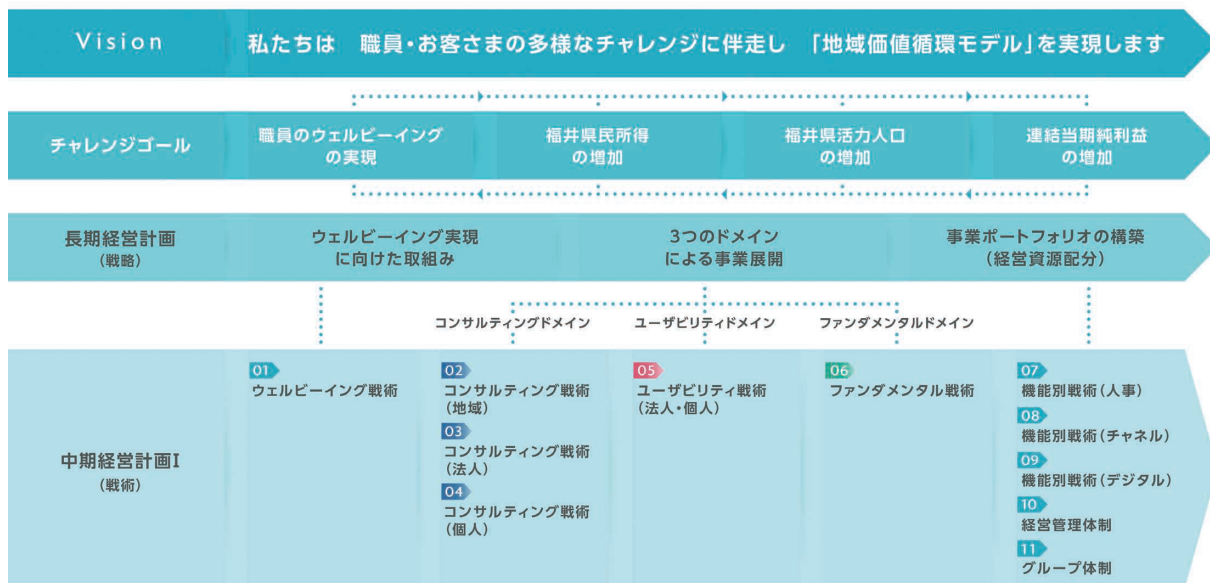 Vision
私たちは 職員・お客さまの多様なチャレンジに伴走し 「地域価値循環モデル」を実現します
チャレンジゴール
職員のウェルビーイング
の実現
福井県民所得
の増加
福井県活力人口
の増加
連結当期純利益
の増加
長期経営計画
(戦略)
ウェルビーイング実現
に向けた取組み
3つのドメイン
による事業展開
事業ポートフォリオの構築
(経営資源配分)
コンサルティングドメイン
ユーザビリティドメイン
ファンダメンタルドメイン
中期経営計画I
(戦術)
01
ウェルビーイング戦術
02
コンサルティング戦術
(地域)
03
コンサルティング戦術
(法人)
04
コンサルティング戦術
(個人)
05
ユーザビリティ戦術
(法人・個人)
06
ファンダメンタル戦術
07
機能別戦術(人事)
08
機能別戦術(チャネル)
09
機能別戦術(デジタル)
10
経営管理体制
11
グループ体制